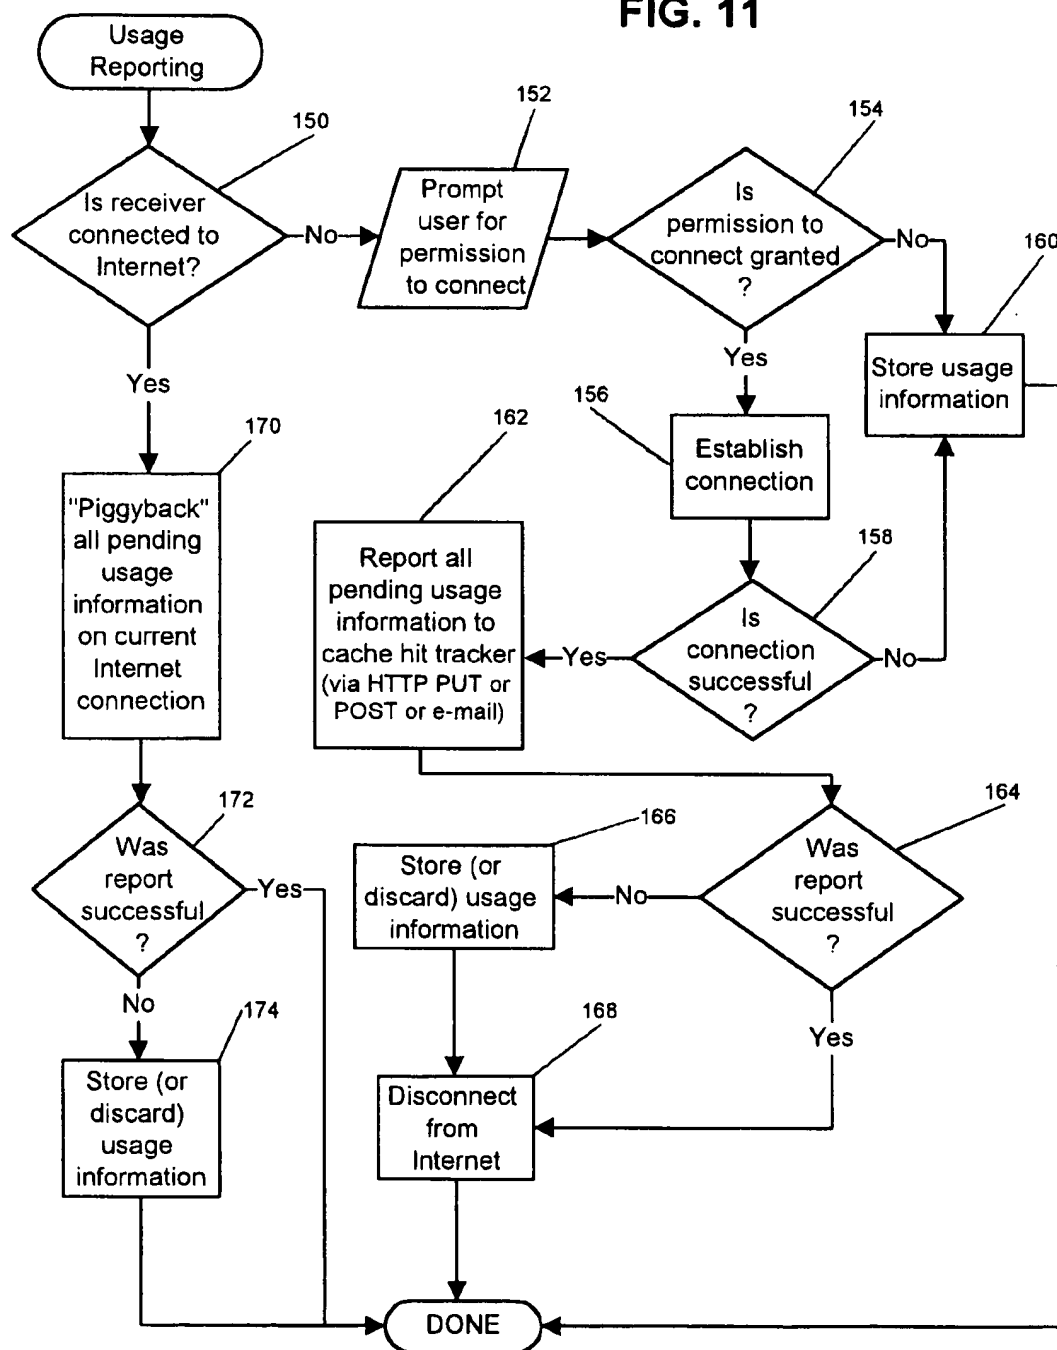 FIG. 11
Usage
Reporting
150
152
154
Is receiver
connected to
Internet?
No
Prompt
user for
permission
to connect
Is
permission to
connect granted
?
No
160
Yes
Yes
Store usage
information
156
Establish
connection
170
162
"Piggyback"
all pending
usage
information
on current
Internet
connection
Report all
pending usage
information to
cache hit tracker
(via HTTP PUT or
POST or e-mail)
158
Is
connection
successful
?
Yes
No
172
Was
report
successful
?
Yes
No
166
Store (or
discard) usage
information
No
164
Was
report
successful
?
Yes
174
Store (or
discard)
usage
information
168
Disconnect
from
Internet
DONE